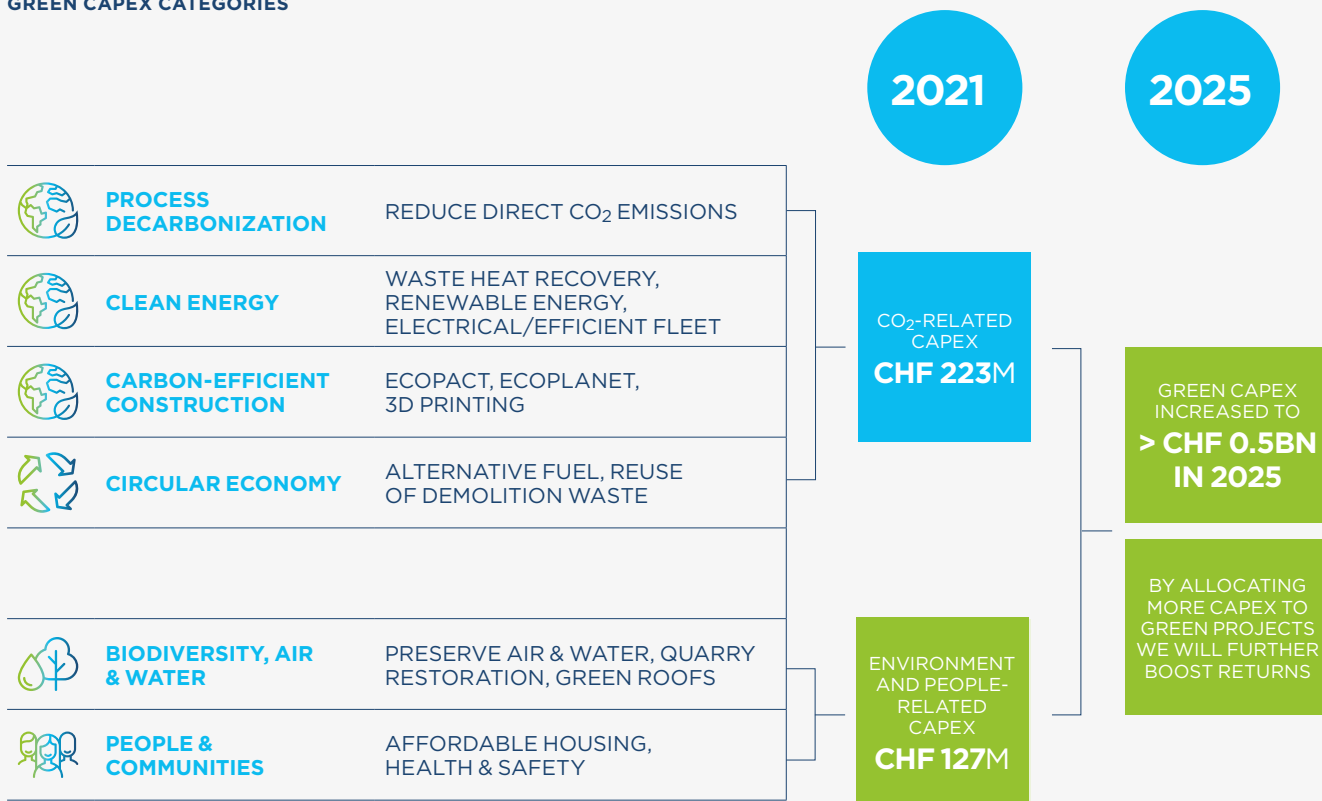 GREEN CAPEX CATEGORIES
2021
2025
PROCESS
DECARBONIZATION
REDUCE DIRECT CO₂ EMISSIONS
CLEAN ENERGY
WASTE HEAT RECOVERY,
RENEWABLE ENERGY,
ELECTRICAL/EFFICIENT FLEET
CARBON-EFFICIENT
CONSTRUCTION
ECOPACT, ECOPLANET,
3D PRINTING
CIRCULAR ECONOMY
ALTERNATIVE FUEL, REUSE
OF DEMOLITION WASTE
BIODIVERSITY, AIR
& WATER
PRESERVE AIR & WATER, QUARRY
RESTORATION, GREEN ROOFS
PEOPLE &
COMMUNITIES
AFFORDABLE HOUSING,
HEALTH & SAFETY
CO₂-RELATED
CAPEX
CHF 223M
ENVIRONMENT
AND PEOPLE-
RELATED
CAPEX
CHF 127M
GREEN CAPEX
INCREASED TO
> CHF 0.5BN
IN 2025
BY ALLOCATING
MORE CAPEX TO
GREEN PROJECTS
WE WILL FURTHER
BOOST RETURNS